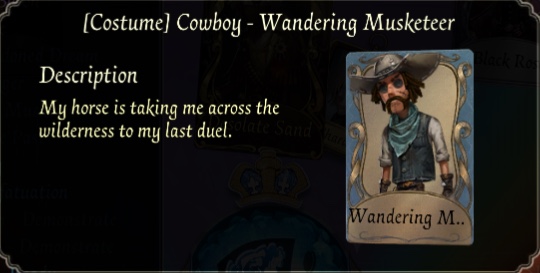 [Costume] Cowboy - Wandering Musketeer
Description
My horse is taking me across the
wilderness to my last duel.
Wandering M..